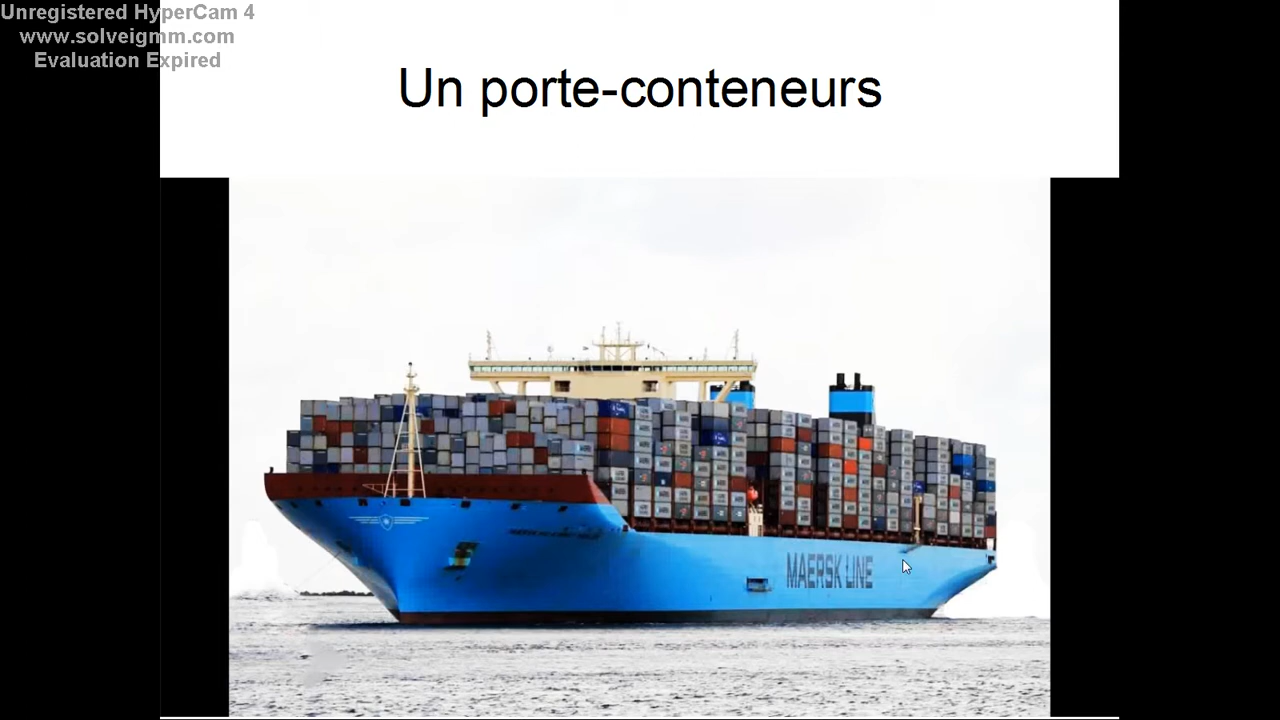 Unregistered HyperCam 4
www.solveigmm.com
Evaluation Expired
Un porte-conteneurs
MAERSK LINE